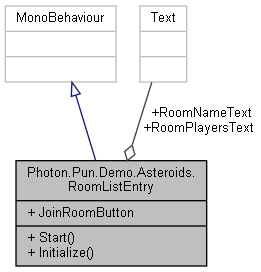 MonoBehaviour
Text
+RoomNameText
+RoomPlayersText
Photon.Pun.Demo.Asteroids.
RoomListEntry
+ JoinRoomButton
+ Start()
+ Initialize()